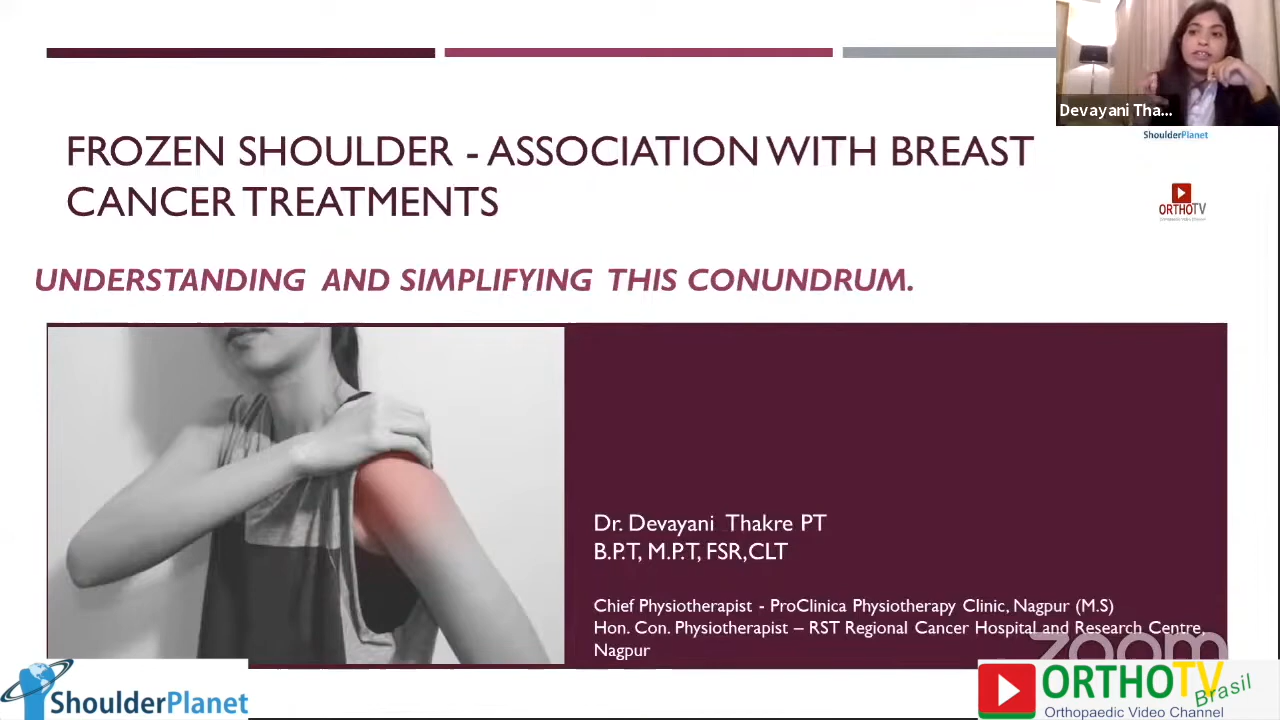 Devayani Tha...
ShoulderPlanet
ORTHOTV
FROZEN SHOULDER - ASSOCIATION WITH BREAST
CANCER TREATMENTS
UNDERSTANDING AND SIMPLIFYING THIS CONUNDRUM.
Dr. Devayani Thakre PT
B.P.T, M.P.T, FSR,CLT
Chief Physiotherapist - ProClinica Physiotherapy Clinic, Nagpur (M.S)
Hon. Con. Physiotherapist – RST Regional Cancer Hospital and Research Centre,
Nagpur
zoom
ShoulderPlanet
ORTHOTV
Brasil
Orthopaedic Video Channel